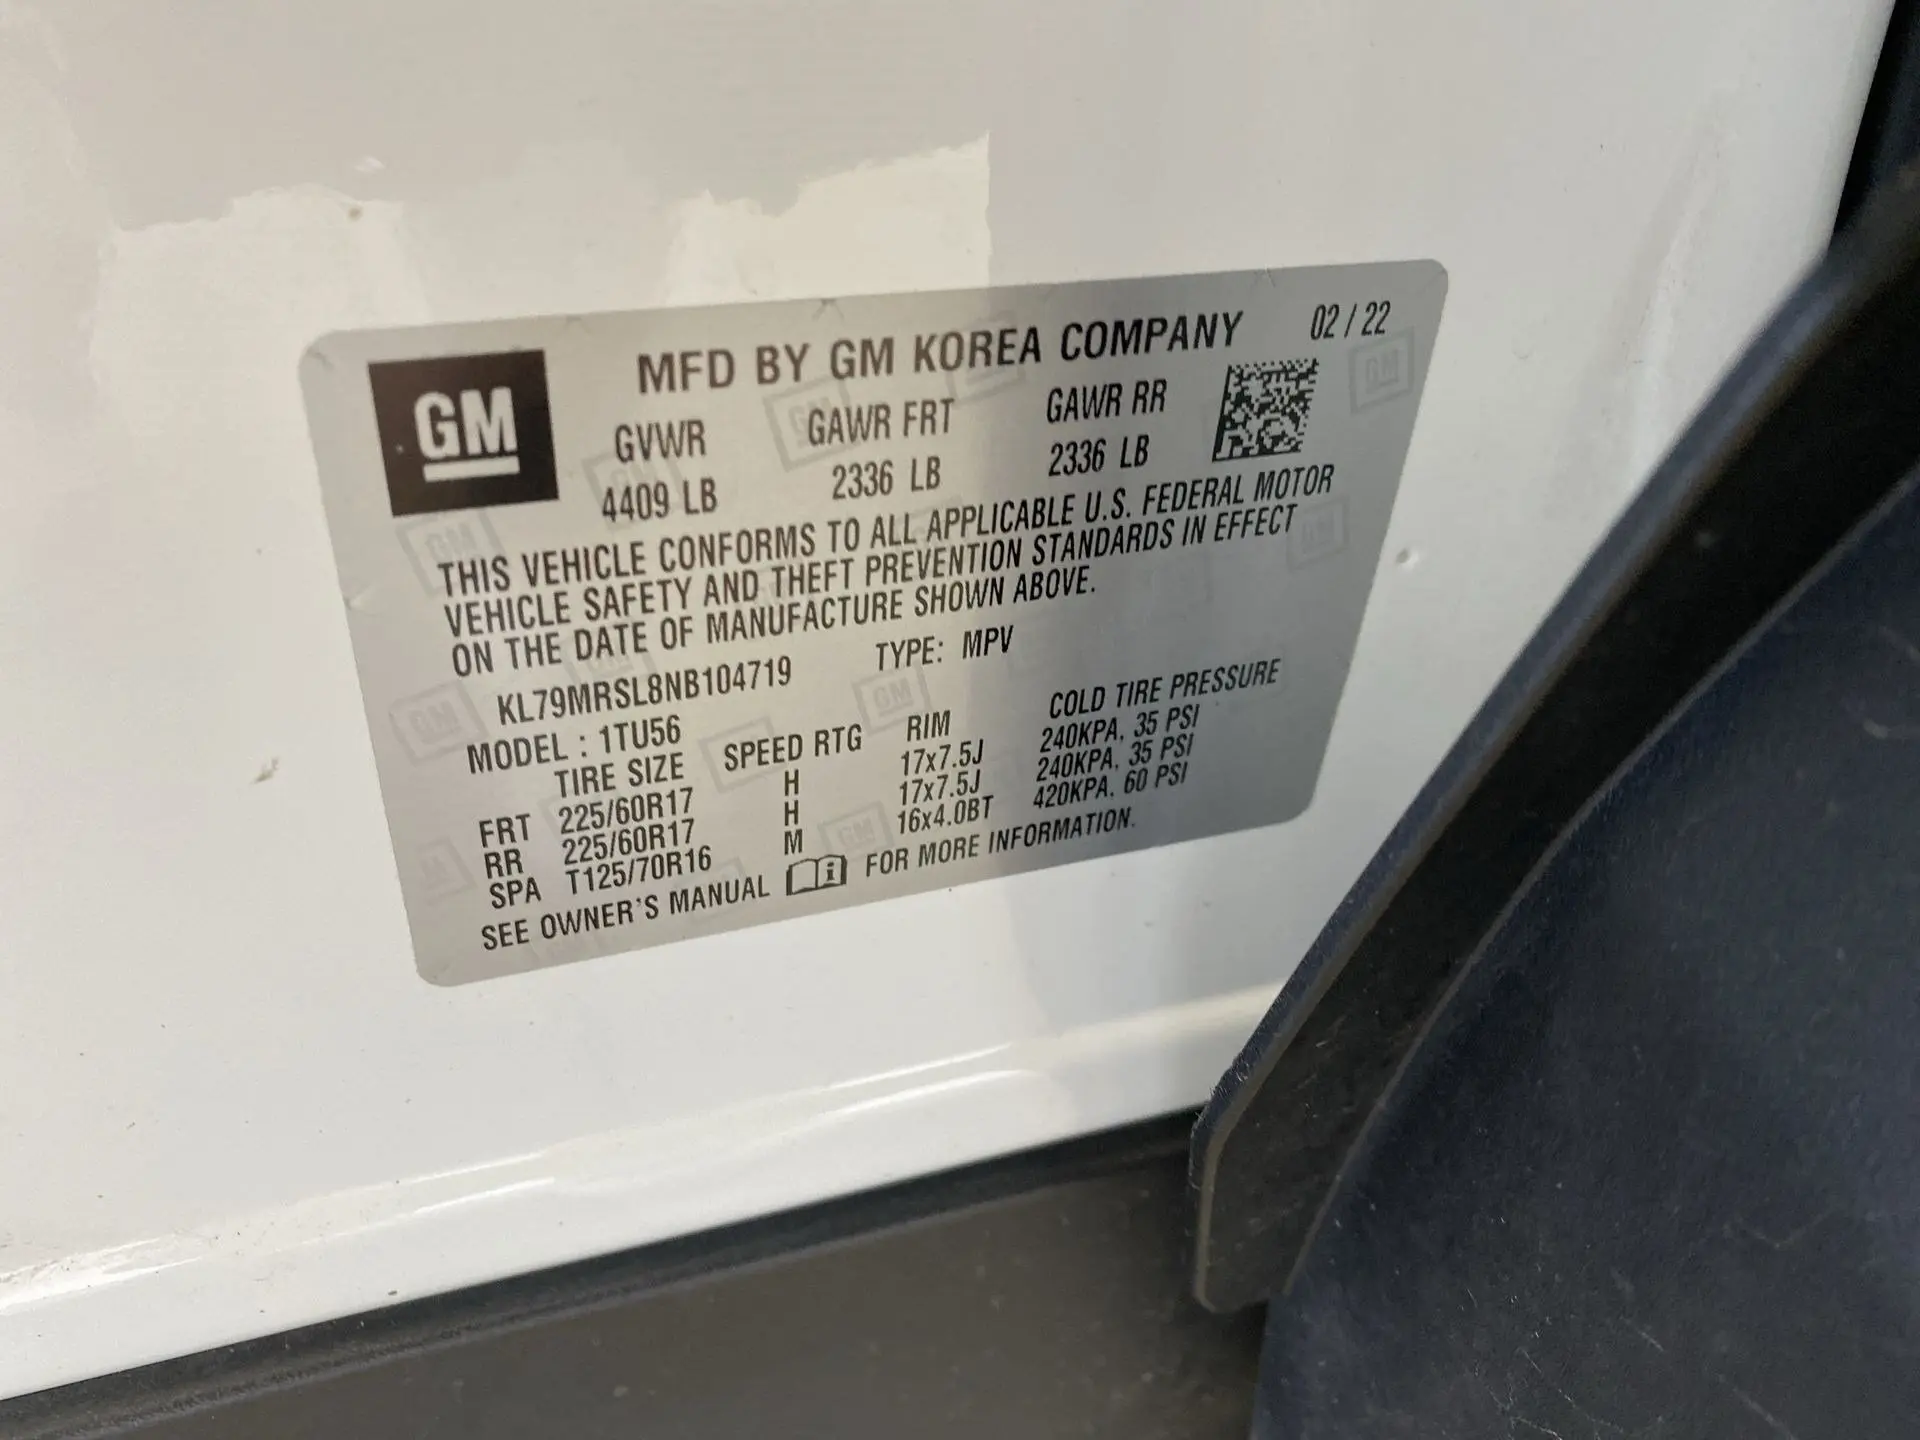 GM
MFD BY GM KOREA COMPANY 02 / 22
GVWR GAWR FRT GAWR RR
4409 LB 2336 LB 2336 LB
THIS VEHICLE CONFORMS TO ALL APPLICABLE U.S. FEDERAL MOTOR
VEHICLE SAFETY AND THEFT PREVENTION STANDARDS IN EFFECT
ON THE DATE OF MANUFACTURE SHOWN ABOVE.
KL79MRSL8NB104719 TYPE: MPV
MODEL : 1TU56
TIRE SIZE SPEED RTG RIM COLD TIRE PRESSURE
FRT 225/60R17 H 17x7.5J 240KPA, 35 PSI
RR 225/60R17 H 17x7.5J 240KPA, 35 PSI
SPA T125/70R16 M 16x4.0BT 420KPA, 60 PSI
SEE OWNER'S MANUAL FOR MORE INFORMATION.